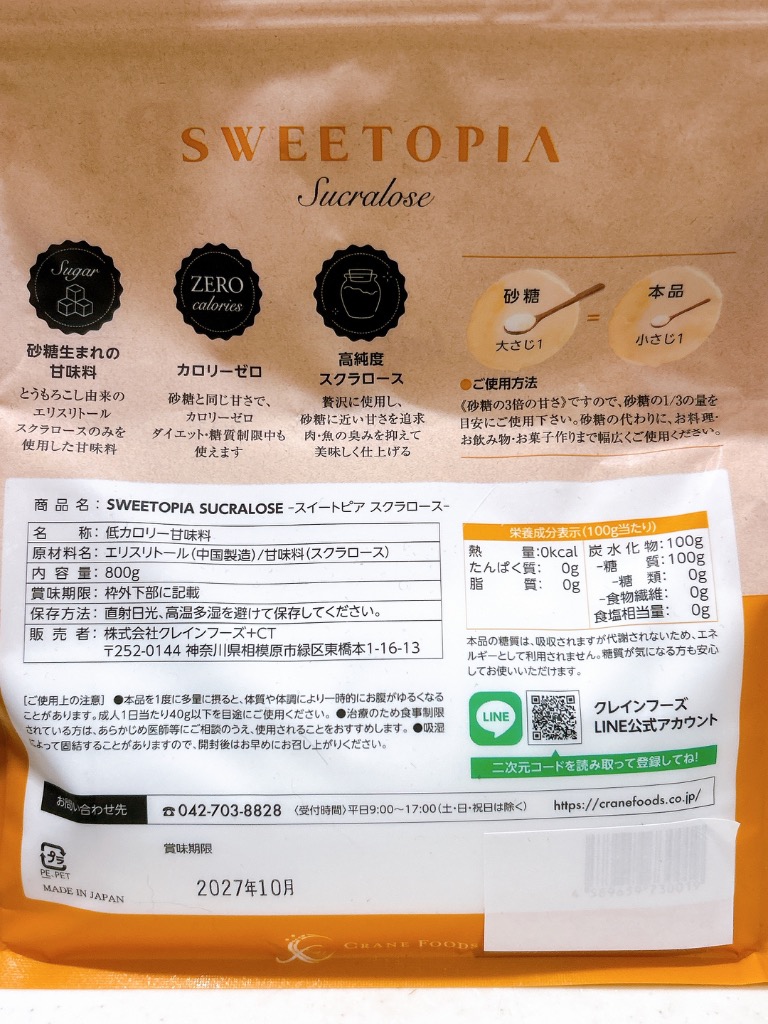 SWEETOPIA
Sucralose
Sugar
ZERO
calories
砂糖生まれの
甘味料
とうもろこし由来の
エリスリトール
スクラロースのみを
使用した甘味料
カロリーゼロ
砂糖と同じ甘さで、
カロリーゼロ
ダイエット・糖質制限中も
使えます
高純度
スクラロース
贅沢に使用し、
砂糖に近い甘さを追求
肉・魚の臭みを抑えて
美味しく仕上げる
砂糖
大さじ1
=
本品
小さじ1
●ご使用方法
《砂糖の3倍の甘さ》ですので、砂糖の1/3の量を
目安にご使用下さい。砂糖の代わりに、お料理・
お飲み物・お菓子作りまで幅広くご使用ください。
商品名：SWEETOPIA SUCRALOSE -スイートピア スクラロース-
名称：低カロリー甘味料
原材料名：エリスリトール（中国製造）/甘味料（スクラロース）
内容量：800g
賞味期限：枠外下部に記載
保存方法：直射日光、高温多湿を避けて保存してください。
販売者：株式会社クレインフーズ+CT
〒252-0144 神奈川県相模原市緑区東橋本1-16-13
栄養成分表示（100g当たり）
熱量：0kcal
たんぱく質：0g
脂質：0g
炭水化物：100g
-糖質：100g
-糖類：0g
-食物繊維：0g
食塩相当量：0g
本品の糖質は、吸収されますが代謝されないため、エネ
ルギーとして利用されません。糖質が気になる方も安心
してお使いいただけます。
[ご使用上の注意] ●本品を1度に多量に摂ると、体質や体調により一時的にお腹がゆるくなる
ことがあります。成人1日当たり40g以下を目途にご使用ください。 ●治療のため食事制限
されている方は、あらかじめ医師等にご相談のうえ、使用されることをおすすめします。 ●吸湿
によって固結することがありますので、開封後はお早めにお召し上がりください。
LINE
クレインフーズ
LINE公式アカウント
二次元コードを読み取って登録してね!
お問い合わせ先
☎042-703-8828 〈受付時間〉平日9:00～17:00（土・日・祝日は除く） https://cranefoods.co.jp/
プラ
PE-PET
MADE IN JAPAN
賞味期限
2027年10月
CRANE FOODS